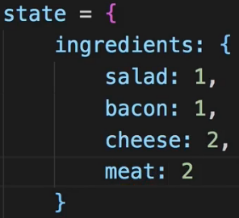 state = {
ingredients: {
salad: 1,
bacon: 1,
cheese: 2,
meat: 2
}